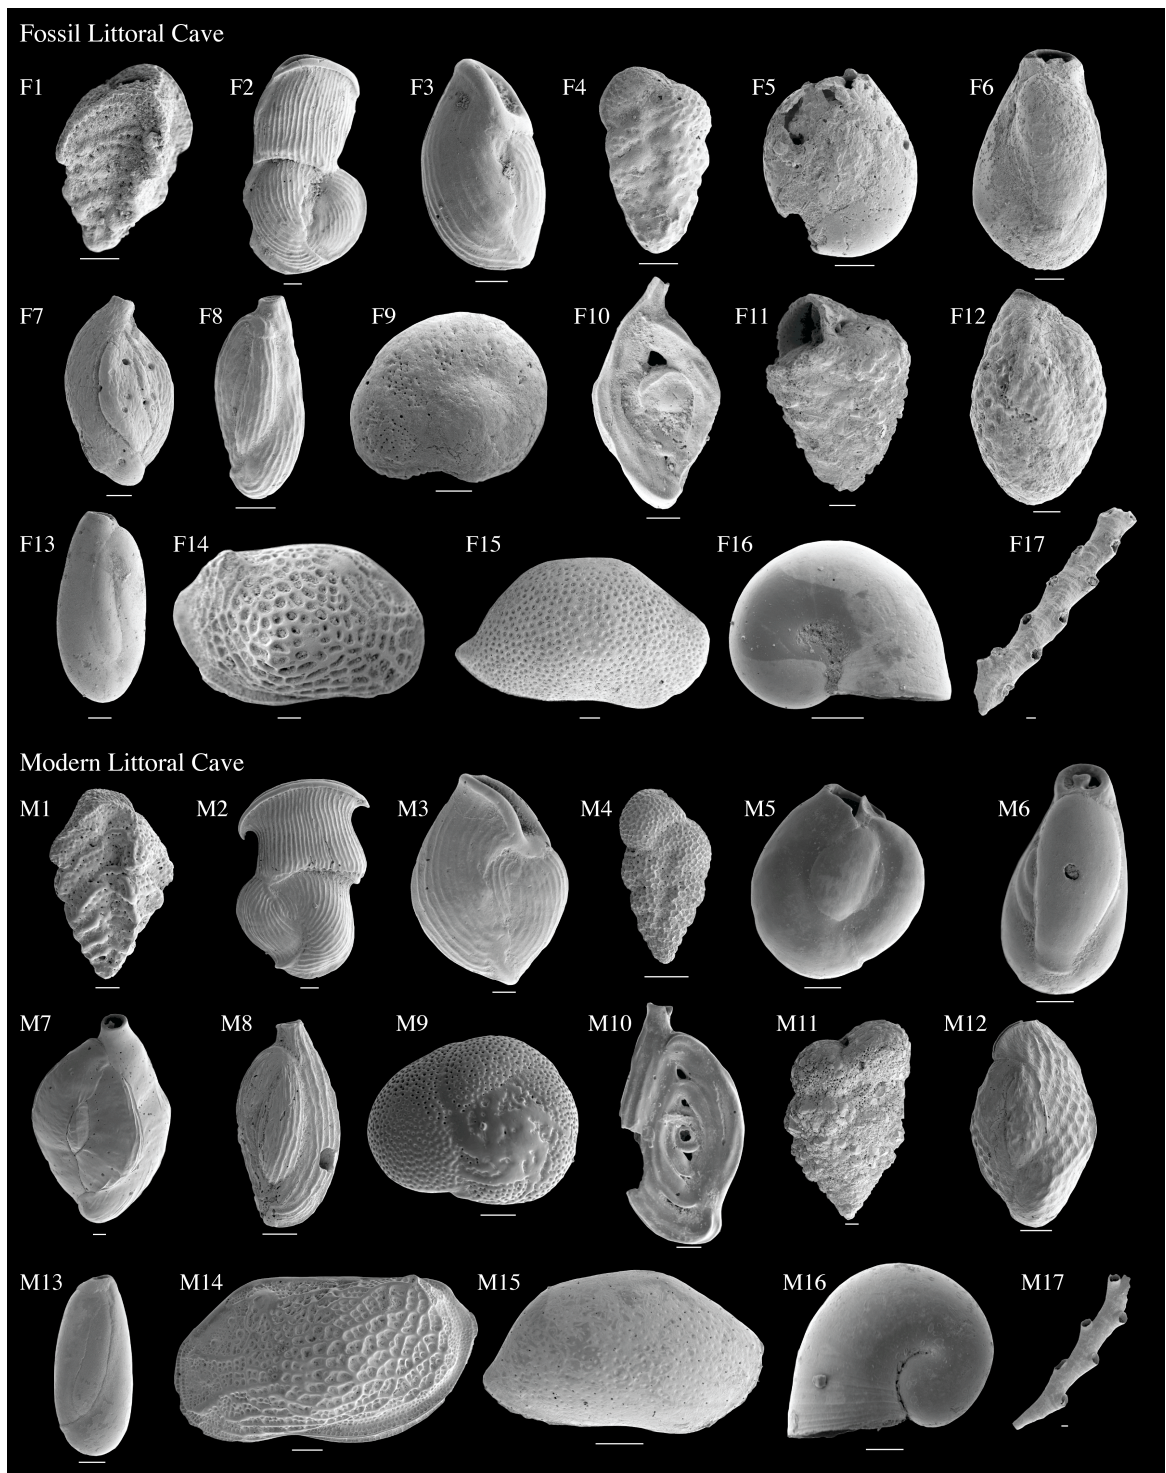 Fossil Littoral Cave
F1 F2 F3 F4 F5 F6
F7 F8 F9 F10 F11 F12
F13 F14 F15 F16 F17
Modern Littoral Cave
M1 M2 M3 M4 M5 M6
M7 M8 M9 M10 M11 M12
M13 M14 M15 M16 M17